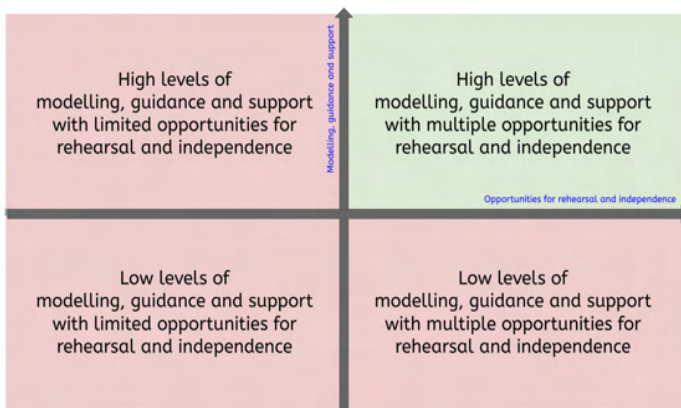 High levels of
modelling, guidance and support
with limited opportunities for
rehearsal and independence
Modelling, guidance and support
High levels of
modelling, guidance and support
with multiple opportunities for
rehearsal and independence
Opportunities for rehearsal and independence
Low levels of
modelling, guidance and support
with limited opportunities for
rehearsal and independence
Low levels of
modelling, guidance and support
with multiple opportunities for
rehearsal and independence